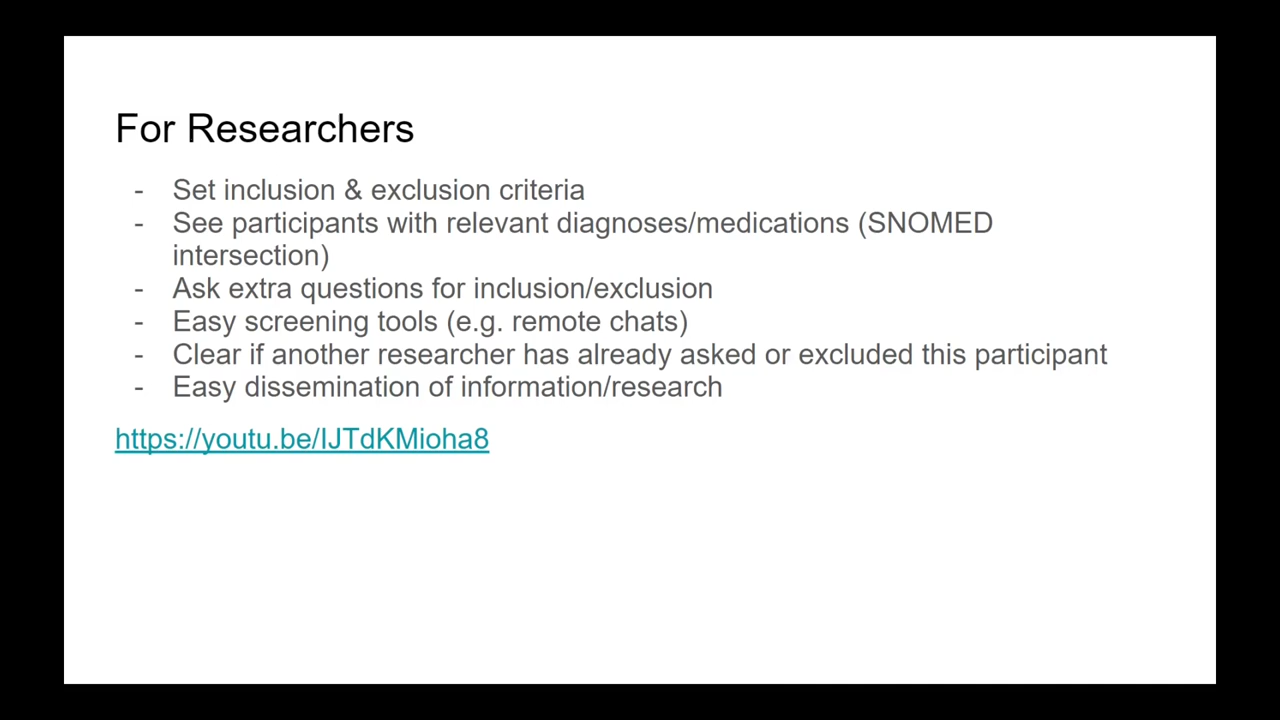 For Researchers
- Set inclusion & exclusion criteria
- See participants with relevant diagnoses/medications (SNOMED
intersection)
- Ask extra questions for inclusion/exclusion
- Easy screening tools (e.g. remote chats)
- Clear if another researcher has already asked or excluded this participant
- Easy dissemination of information/research
https://youtu.be/IJTdKMioha8